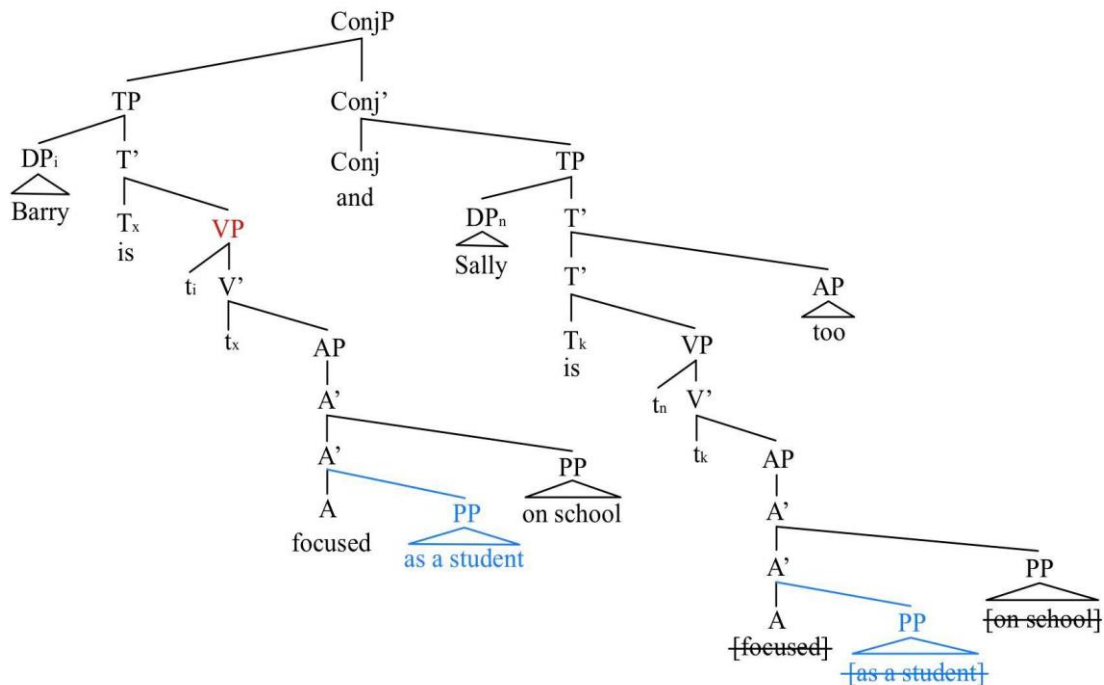 ConjP
TP Conj’
DPi T’ Conj TP
Barry and
Tx VP DPn T’
is Sally
ti V’ T’ AP
too
tx AP Tk VP
is
A’ tn V’
A’ PP tk AP
on school
A PP A’
focused as a student
A’ PP
[on school]
A PP
[focused] [as a student]